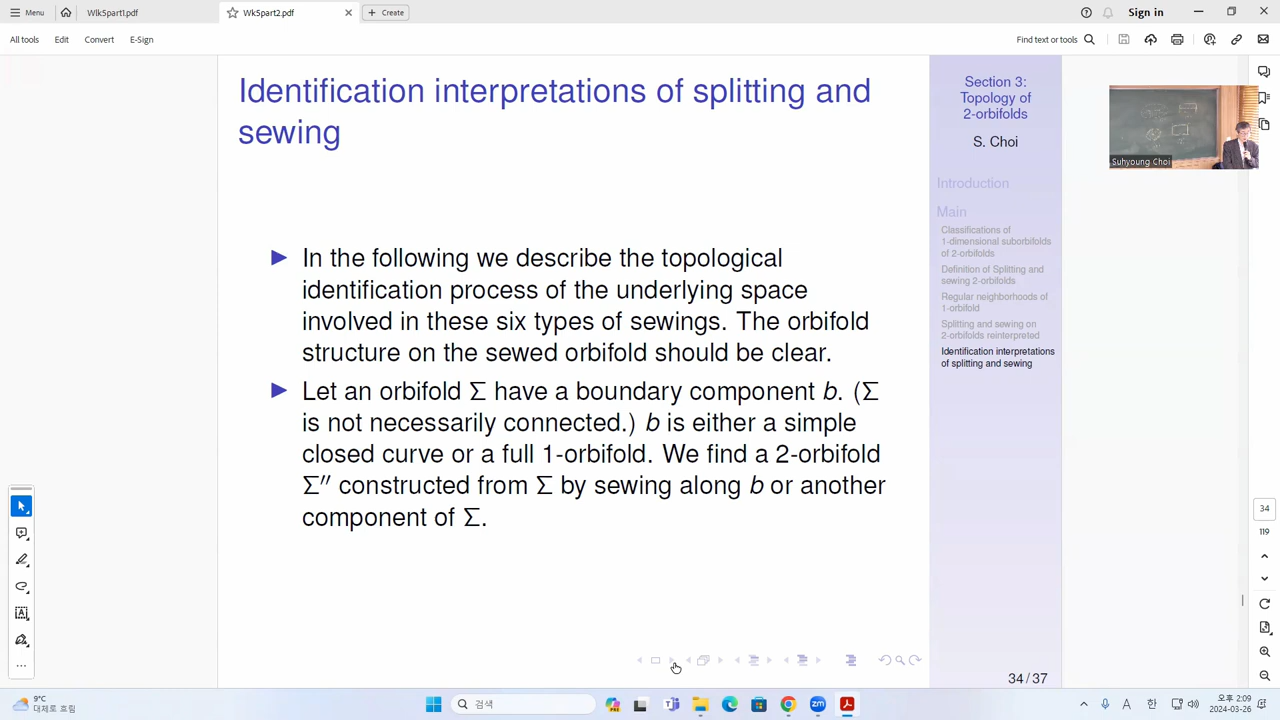 Menu
Wk5part1.pdf
Wk5part2.pdf
Create
Sign in
All tools
Edit
Convert
E-Sign
Find text or tools
Identification interpretations of splitting and
sewing
In the following we describe the topological
identification process of the underlying space
involved in these six types of sewings. The orbifold
structure on the sewed orbifold should be clear.
Let an orbifold Σ have a boundary component b. (Σ
is not necessarily connected.) b is either a simple
closed curve or a full 1-orbifold. We find a 2-orbifold
Σ″ constructed from Σ by sewing along b or another
component of Σ.
Section 3:
Topology of
2-orbifolds
S. Choi
Introduction
Main
Classifications of
1-dimensional suborbifolds
of 2-orbifolds
Definition of Splitting and
sewing 2-orbifolds
Regular neighborhoods of
1-orbifold
Splitting and sewing on
2-orbifolds reinterpreted
Identification interpretations
of splitting and sewing
34/37
Suhyoung Choi
34
119
9°C
대체로 흐림
검색
A
한
오후 2:09
2024-03-26